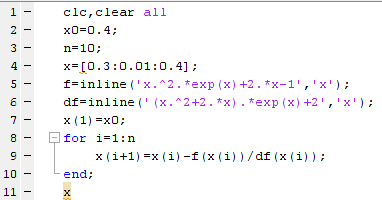 1 - clc,clear all
2 - x0=0.4;
3 - n=10;
4 - x=[0.3:0.01:0.4];
5 - f=inline('x.^2.*exp(x)+2.*x-1','x');
6 - df=inline('(x.^2+2.*x).*exp(x)+2','x');
7 - x(1)=x0;
8 - for i=1:n
9 - x(i+1)=x(i)-f(x(i))/df(x(i));
10 - end;
11 - x